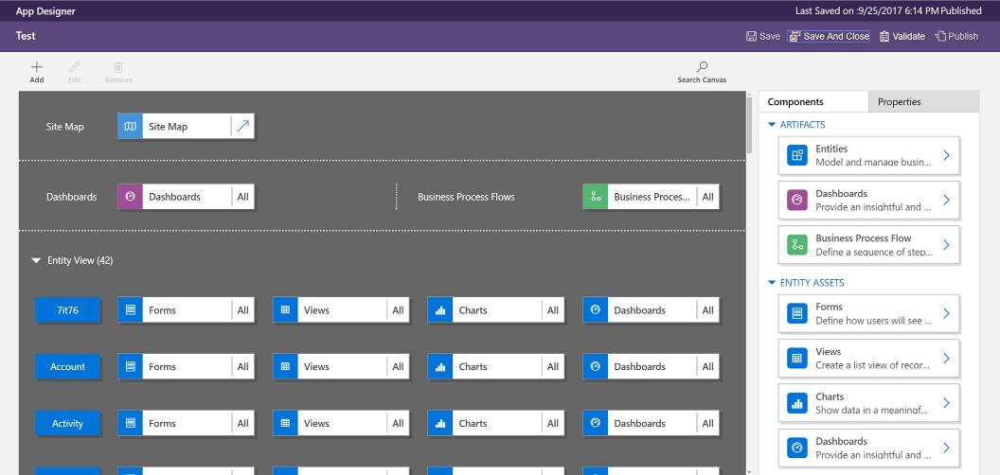 App Designer
Last Saved on :9/25/2017 6:14 PM Published
Test
Save
Save And Close
Validate
Publish
Add
Edit
Remove
Search Canvas
Site Map
Site Map
Dashboards
Dashboards
All
Business Process Flows
Business Proces...
All
Entity View (42)
7it76
Forms
All
Views
All
Charts
All
Dashboards
All
Account
Forms
All
Views
All
Charts
All
Dashboards
All
Activity
Forms
All
Views
All
Charts
All
Dashboards
All
Components
Properties
ARTIFACTS
Entities
Model and manage busin...
Dashboards
Provide an insightful and ...
Business Process Flow
Define a sequence of step...
ENTITY ASSETS
Forms
Define how users will see ...
Views
Create a list view of recor...
Charts
Show data in a meaningf...
Dashboards
Provide an insightful and ...